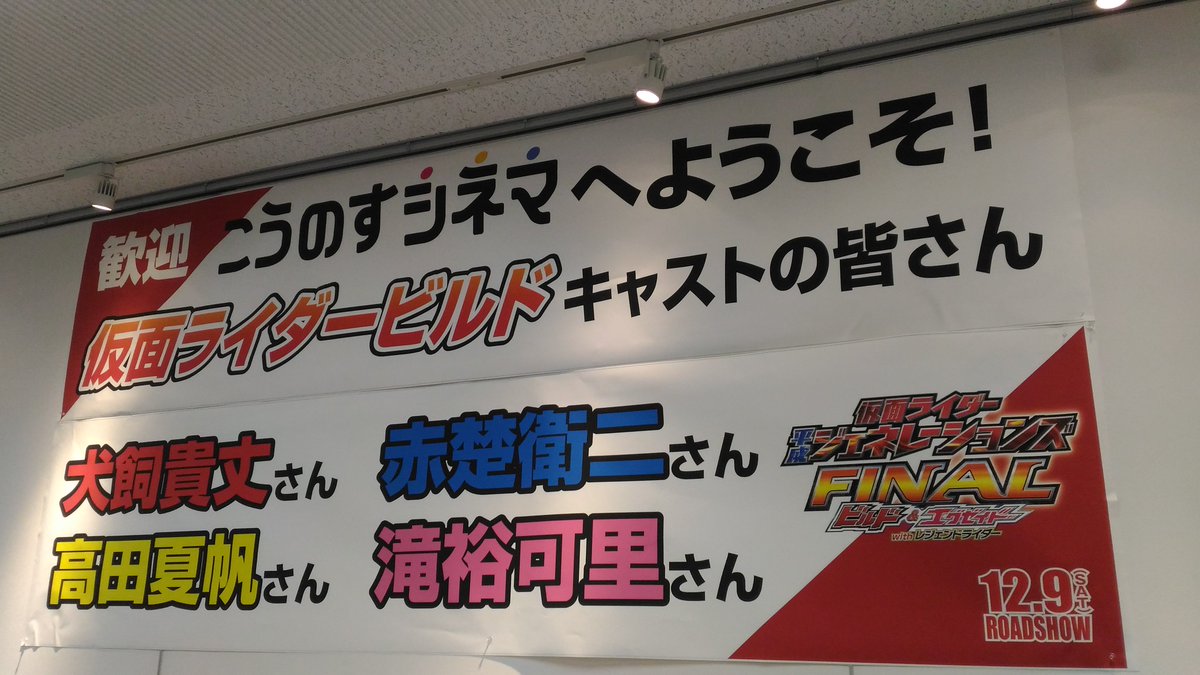 歓迎 こうのすシネマへようこそ!
仮面ライダービルドキャストの皆さん
犬飼貴丈さん 赤楚衛二さん
高田夏帆さん 滝裕可里さん
仮面ライダー
平成ジェネレーションズ
FINAL
ビルド&エグゼイド
withレジェンドライダー
12.9(SAT.)
ROADSHOW